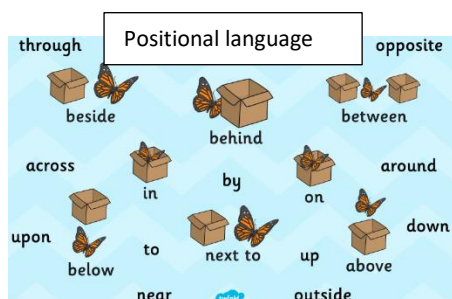 Positional language
through
opposite
beside
behind
between
across
in
by
on
around
upon
below
to
next to
up
above
down
near
outside